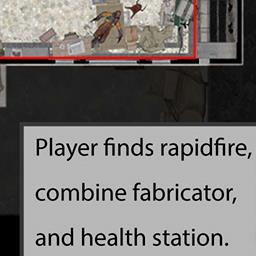 Player finds rapidfire,
combine fabricator,
and health station.